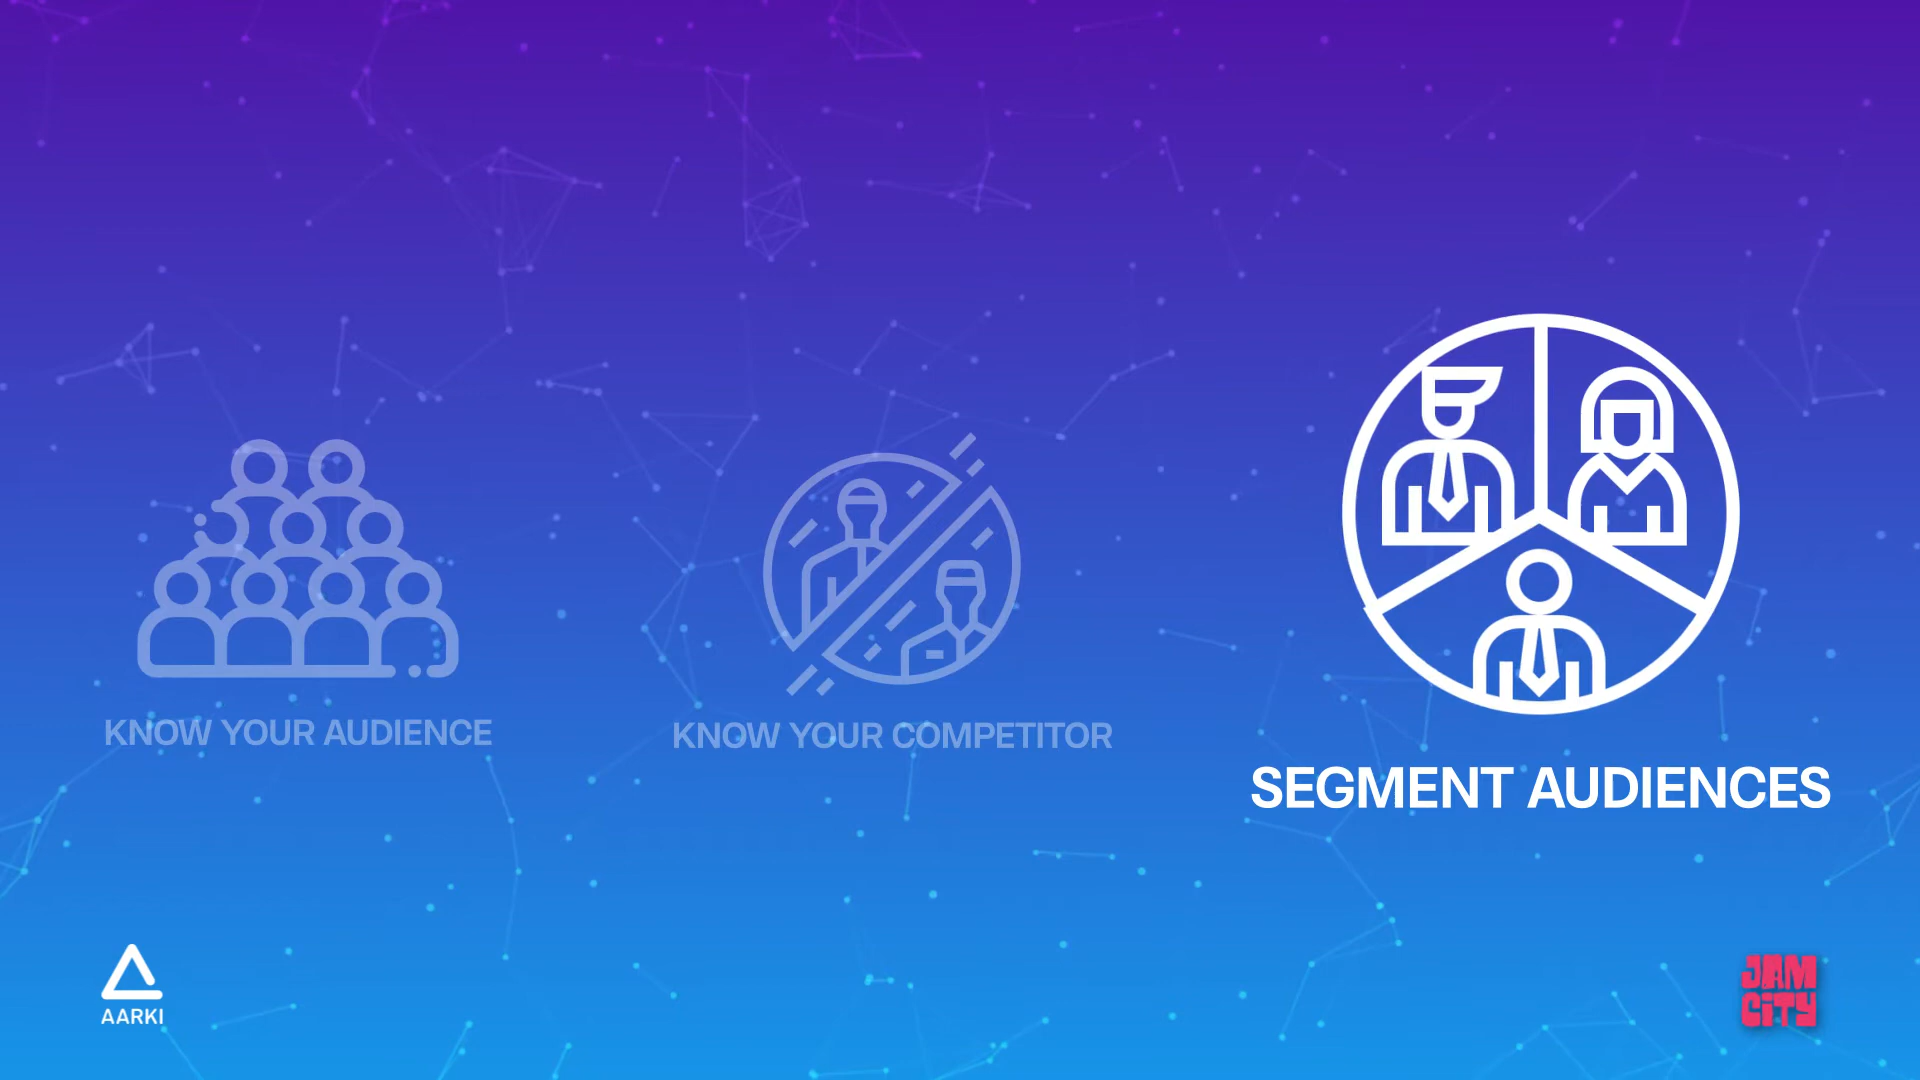 KNOW YOUR AUDIENCE
KNOW YOUR COMPETITOR
SEGMENT AUDIENCES
AARKI
JAM
CITY